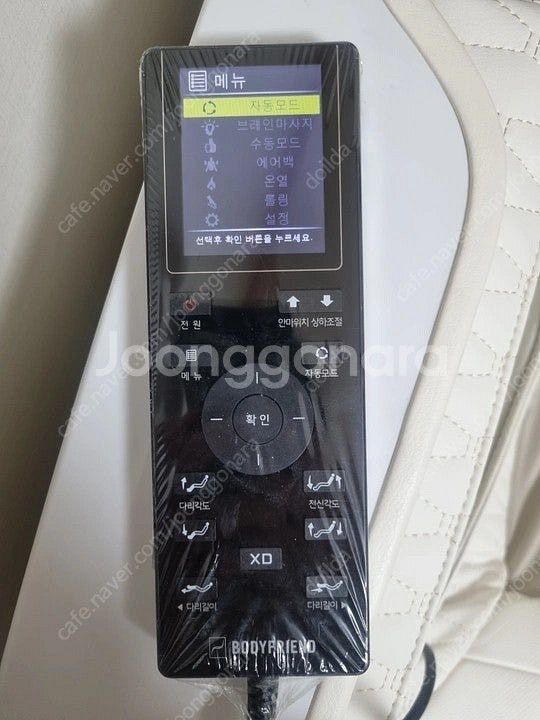 메뉴
자동모드
브레인마사지
수동모드
에어백
온열
롤링
설정
선택후 확인 버튼을 누르세요.
전 원
안마위치 상하조절
메 뉴
자동모드
확 인
다리각도
전신각도
XD
◀ 다리길이
다리길이 ▶
BODYFRIEND
Joonggonara
cafe.naver.com/joonggonara
doilda